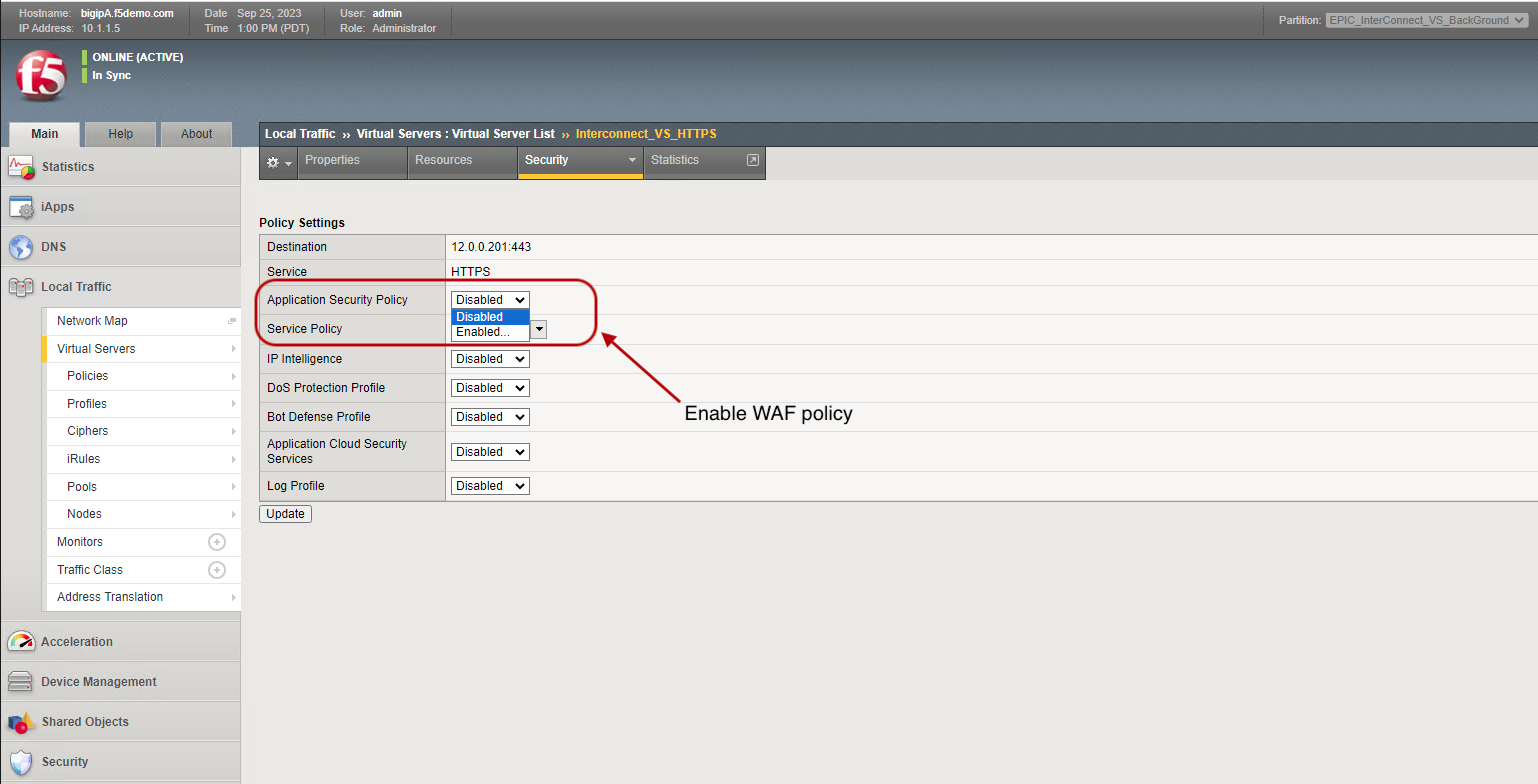 Hostname: bigipA.f5demo.com Date Sep 25, 2023 User: admin
IP Address: 10.1.1.5 Time 1:00 PM (PDT) Role: Administrator
Partition: EPIC_InterConnect_VS_BackGround
f5
ONLINE (ACTIVE)
In Sync
Main Help About
Statistics
iApps
DNS
Local Traffic
Network Map
Virtual Servers
Policies
Profiles
Ciphers
iRules
Pools
Nodes
Monitors
Traffic Class
Address Translation
Acceleration
Device Management
Shared Objects
Security
Local Traffic ›› Virtual Servers : Virtual Server List ›› Interconnect_VS_HTTPS
Properties Resources Security Statistics
Policy Settings
Destination 12.0.0.201:443
Service HTTPS
Application Security Policy Disabled
Disabled
Enabled...
Service Policy
IP Intelligence Disabled
DoS Protection Profile Disabled
Bot Defense Profile Disabled
Application Cloud Security
Services Disabled
Log Profile Disabled
Update
Enable WAF policy